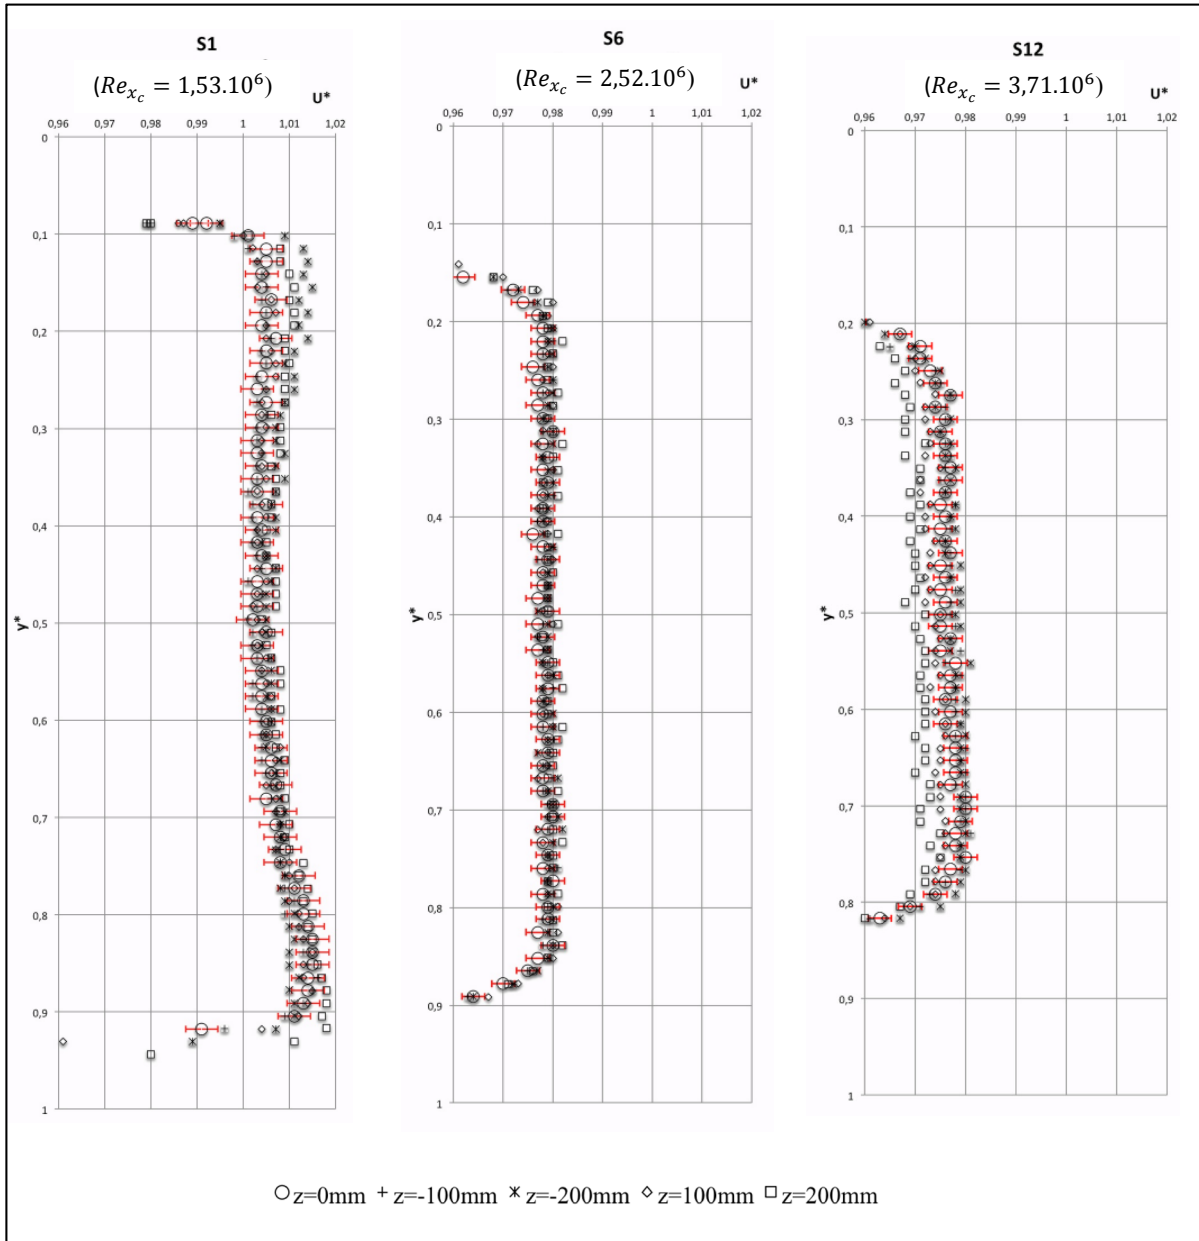 S1
(Re_{x_c} = 1,53.10⁶)
U*
0,96 0,97 0,98 0,99 1 1,01 1,02
0
0,1
0,2
0,3
0,4
0,5
0,6
0,7
0,8
0,9
1
y*
S6
(Re_{x_c} = 2,52.10⁶)
U*
0,96 0,97 0,98 0,99 1 1,01 1,02
0
0,1
0,2
0,3
0,4
0,5
0,6
0,7
0,8
0,9
1
y*
S12
(Re_{x_c} = 3,71.10⁶)
U*
0,96 0,97 0,98 0,99 1 1,01 1,02
0
0,1
0,2
0,3
0,4
0,5
0,6
0,7
0,8
0,9
1
y*
z=0mm z=-100mm z=-200mm z=100mm z=200mm